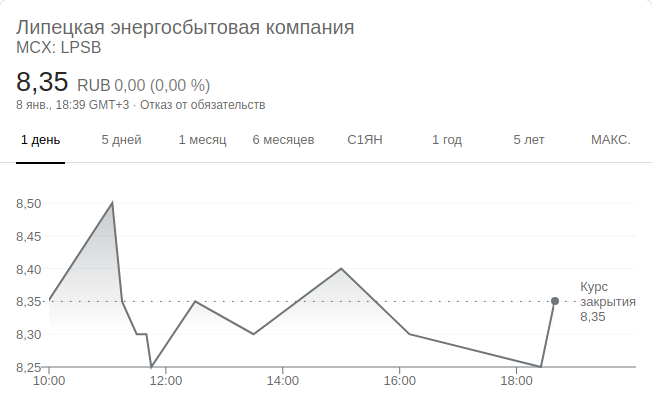 Липецкая энергосбытовая компания
MCX: LPSB
8,35 RUB 0,00 (0,00 %)
8 янв., 18:39 GMT+3 · Отказ от обязательств
1 день 5 дней 1 месяц 6 месяцев С1ЯН 1 год 5 лет МАКС.
8,50
8,45
8,40
8,35
8,30
8,25
Курс
закрытия
8,35
10:00 12:00 14:00 16:00 18:00